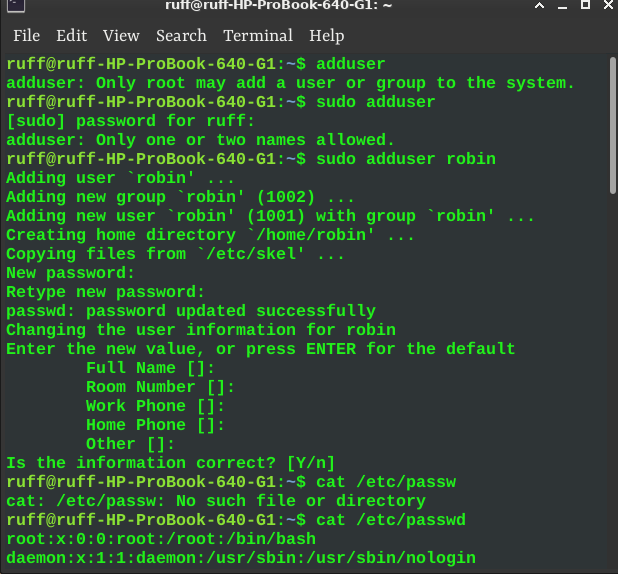 ruff@ruff-HP-ProBook-640-G1: ~
File Edit View Search Terminal Help
ruff@ruff-HP-ProBook-640-G1:~$ adduser
adduser: Only root may add a user or group to the system.
ruff@ruff-HP-ProBook-640-G1:~$ sudo adduser
[sudo] password for ruff:
adduser: Only one or two names allowed.
ruff@ruff-HP-ProBook-640-G1:~$ sudo adduser robin
Adding user `robin' ...
Adding new group `robin' (1002) ...
Adding new user `robin' (1001) with group `robin' ...
Creating home directory `/home/robin' ...
Copying files from `/etc/skel' ...
New password:
Retype new password:
passwd: password updated successfully
Changing the user information for robin
Enter the new value, or press ENTER for the default
        Full Name []:
        Room Number []:
        Work Phone []:
        Home Phone []:
        Other []:
Is the information correct? [Y/n]
ruff@ruff-HP-ProBook-640-G1:~$ cat /etc/passw
cat: /etc/passw: No such file or directory
ruff@ruff-HP-ProBook-640-G1:~$ cat /etc/passwd
root:x:0:0:root:/root:/bin/bash
daemon:x:1:1:daemon:/usr/sbin:/usr/sbin/nologin